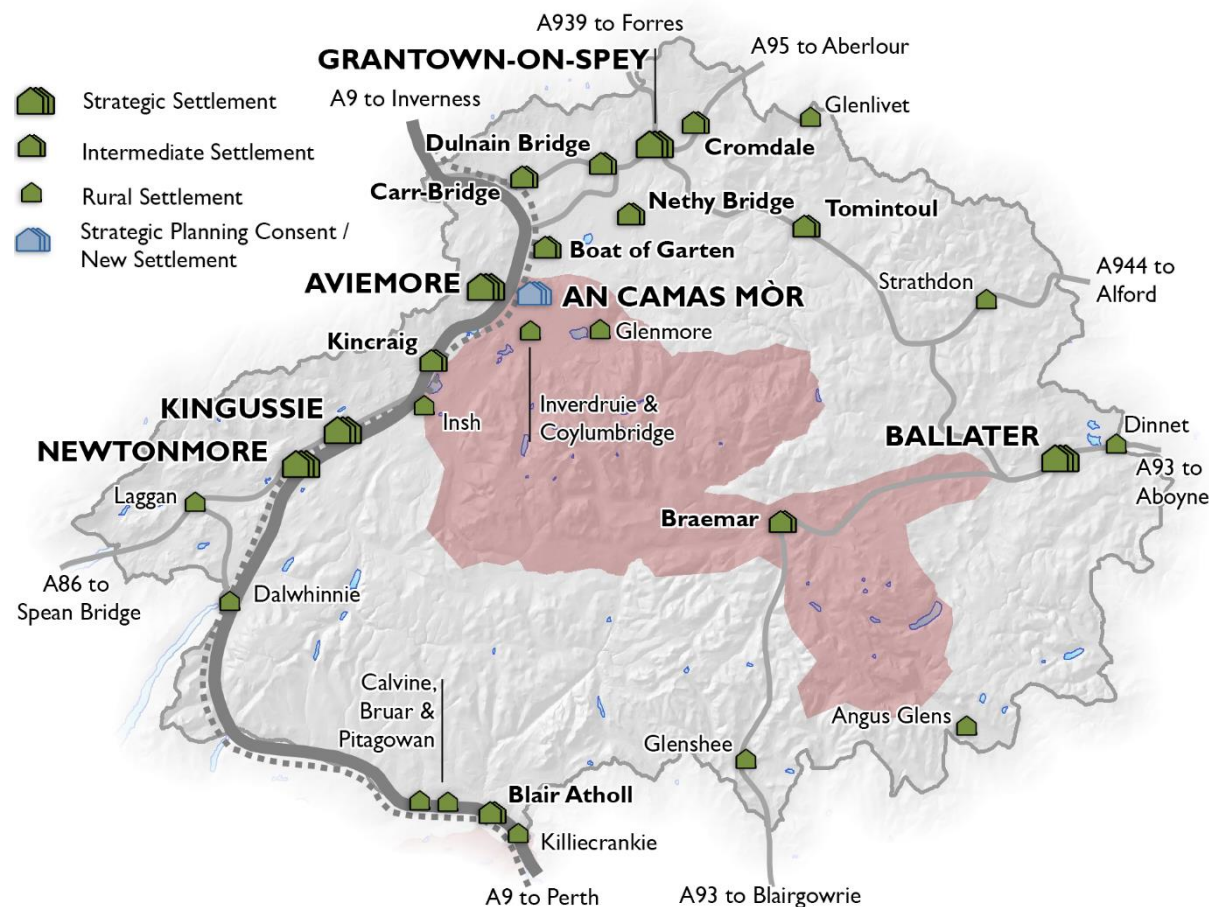 A939 to Forres
A95 to Aberlour
GRANTOWN-ON-SPEY
Strategic Settlement
A9 to Inverness
Glenlivet
Intermediate Settlement
Dulnain Bridge
Cromdale
Rural Settlement
Carr-Bridge
Nethy Bridge
Tomintoul
Strategic Planning Consent /
New Settlement
Boat of Garten
AVIEMORE
AN CAMAS MÒR
Strathdon
A944 to
Alford
Kincraig
Glenmore
KINGUSSIE
Insh
Inverdruie &
Coylumbridge
NEWTONMORE
BALLATER
Dinnet
A93 to
Aboyne
Laggan
Braemar
A86 to
Spean Bridge
Dalwhinnie
Calvine,
Bruar &
Pitagowan
Angus Glens
Glenshee
Blair Atholl
Killiecrankie
A9 to Perth
A93 to Blairgowrie